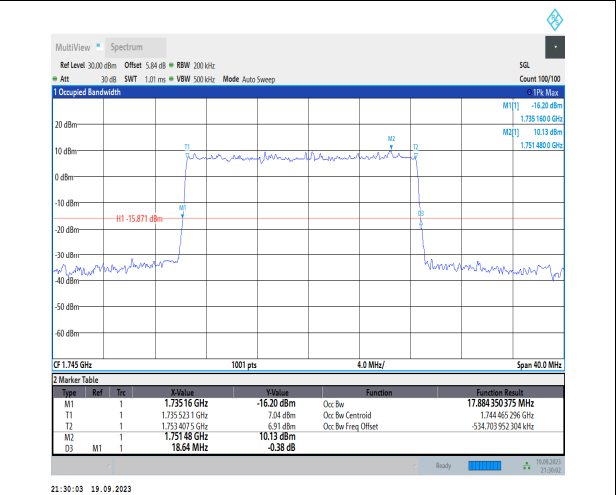 MultiView Spectrum
Ref Level 30.00 dBm Offset 5.84 dB RBW 200 kHz SGL
Att 30 dB SWT 1.01 ms VBW 500 kHz Mode Auto Sweep Count 100/100
1 Occupied Bandwidth 1Pk Max
M1[1] -16.20 dBm
1.735 160 0 GHz
M2[1] 10.13 dBm
1.751 480 0 GHz
20 dBm
M2
T1 T2
10 dBm
0 dBm
-10 dBm
M1
D3
H1 -15.871 dBm
-20 dBm
-30 dBm
-40 dBm
-50 dBm
-60 dBm
CF 1.745 GHz 1001 pts 4.0 MHz/ Span 40.0 MHz
2 Marker Table
Type Ref Trc X-Value Y-Value Function Function Result
M1 1 1.735 16 GHz -16.20 dBm Occ Bw 17.884 350 375 MHz
T1 1 1.735 523 1 GHz 7.04 dBm Occ Bw Centroid 1.744 465 296 GHz
T2 1 1.753 407 5 GHz 6.91 dBm Occ Bw Freq Offset -534.703 952 304 kHz
M2 1 1.751 48 GHz 10.13 dBm
D3 M1 1 18.64 MHz -0.38 dB
Ready 19.09.2023
21:30:02
21:30:03 19.09.2023